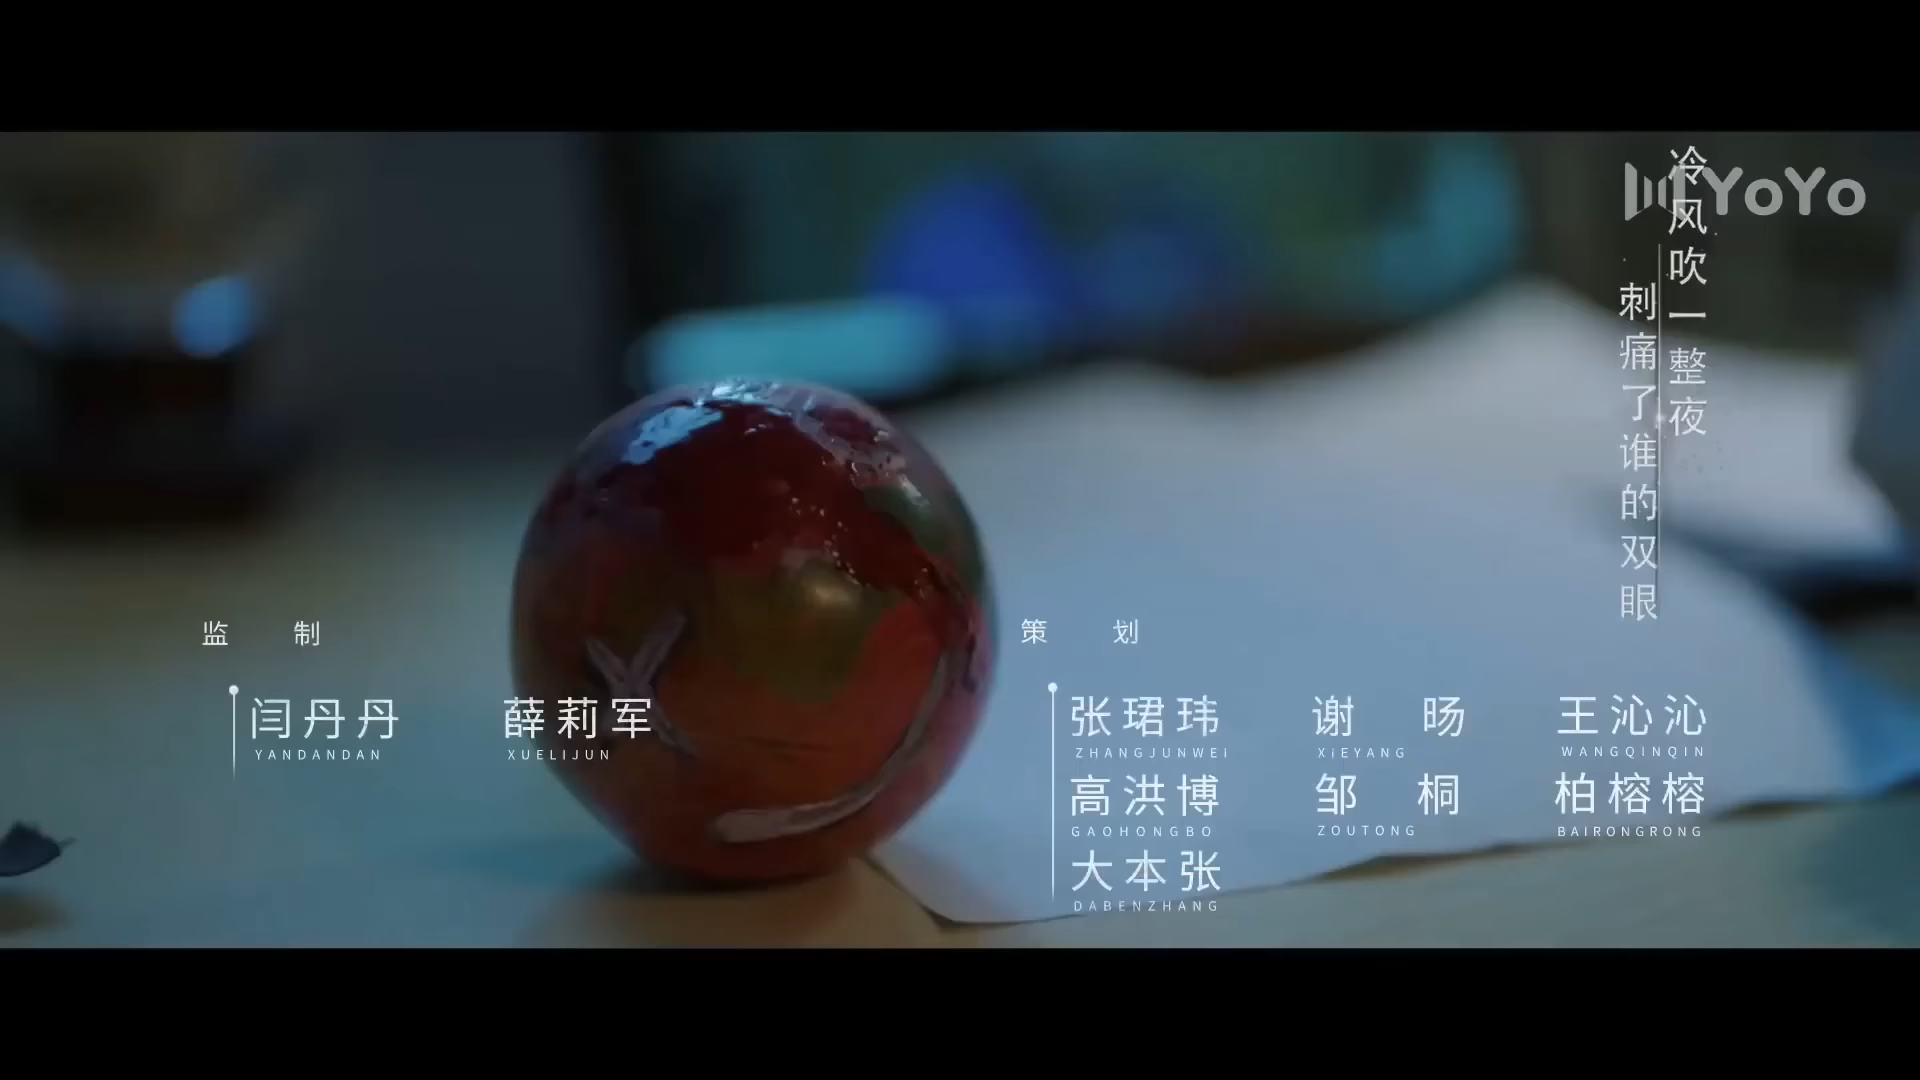 YoYo
冷风吹一整夜
刺痛了谁的双眼
监 制
闫丹丹 薛莉军
YANDANDAN XUELIJUN
策 划
张珺玮 谢 旸 王沁沁
ZHANGJUNWEi XiEYANG WANGQINQIN
高洪博 邹 桐 柏榕榕
GAOHONGBO ZOUTONG BAIRONGRONG
大本张
DABENZHANG